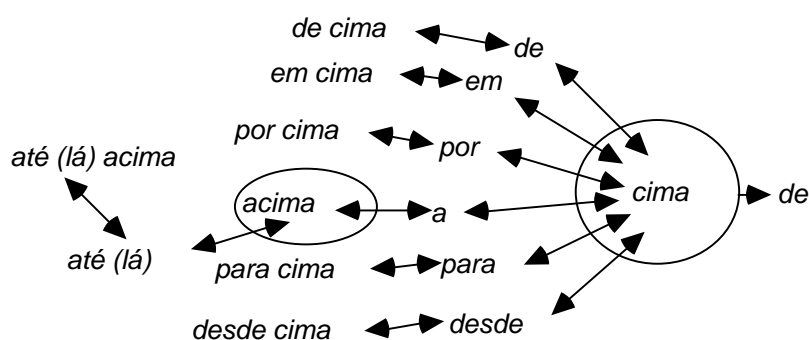 de cima
de
em cima
em
por cima
por
até (lá) acima
acima
a
cima
de
até (lá)
para cima
para
desde cima
desde